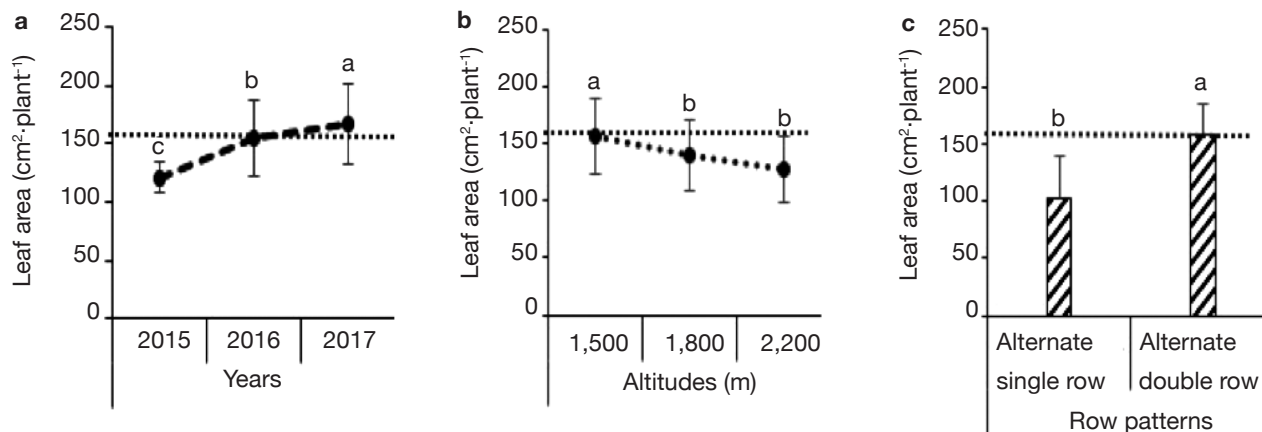 a
Leaf area (cm²·plant⁻¹)
250
200
150
100
50
0
c
b
a
2015 2016 2017
Years
b
Leaf area (cm²·plant⁻¹)
250
200
150
100
50
0
a
b
b
1,500 1,800 2,200
Altitudes (m)
c
Leaf area (cm²·plant⁻¹)
250
200
150
100
50
0
b
a
Alternate
single row
Alternate
double row
Row patterns